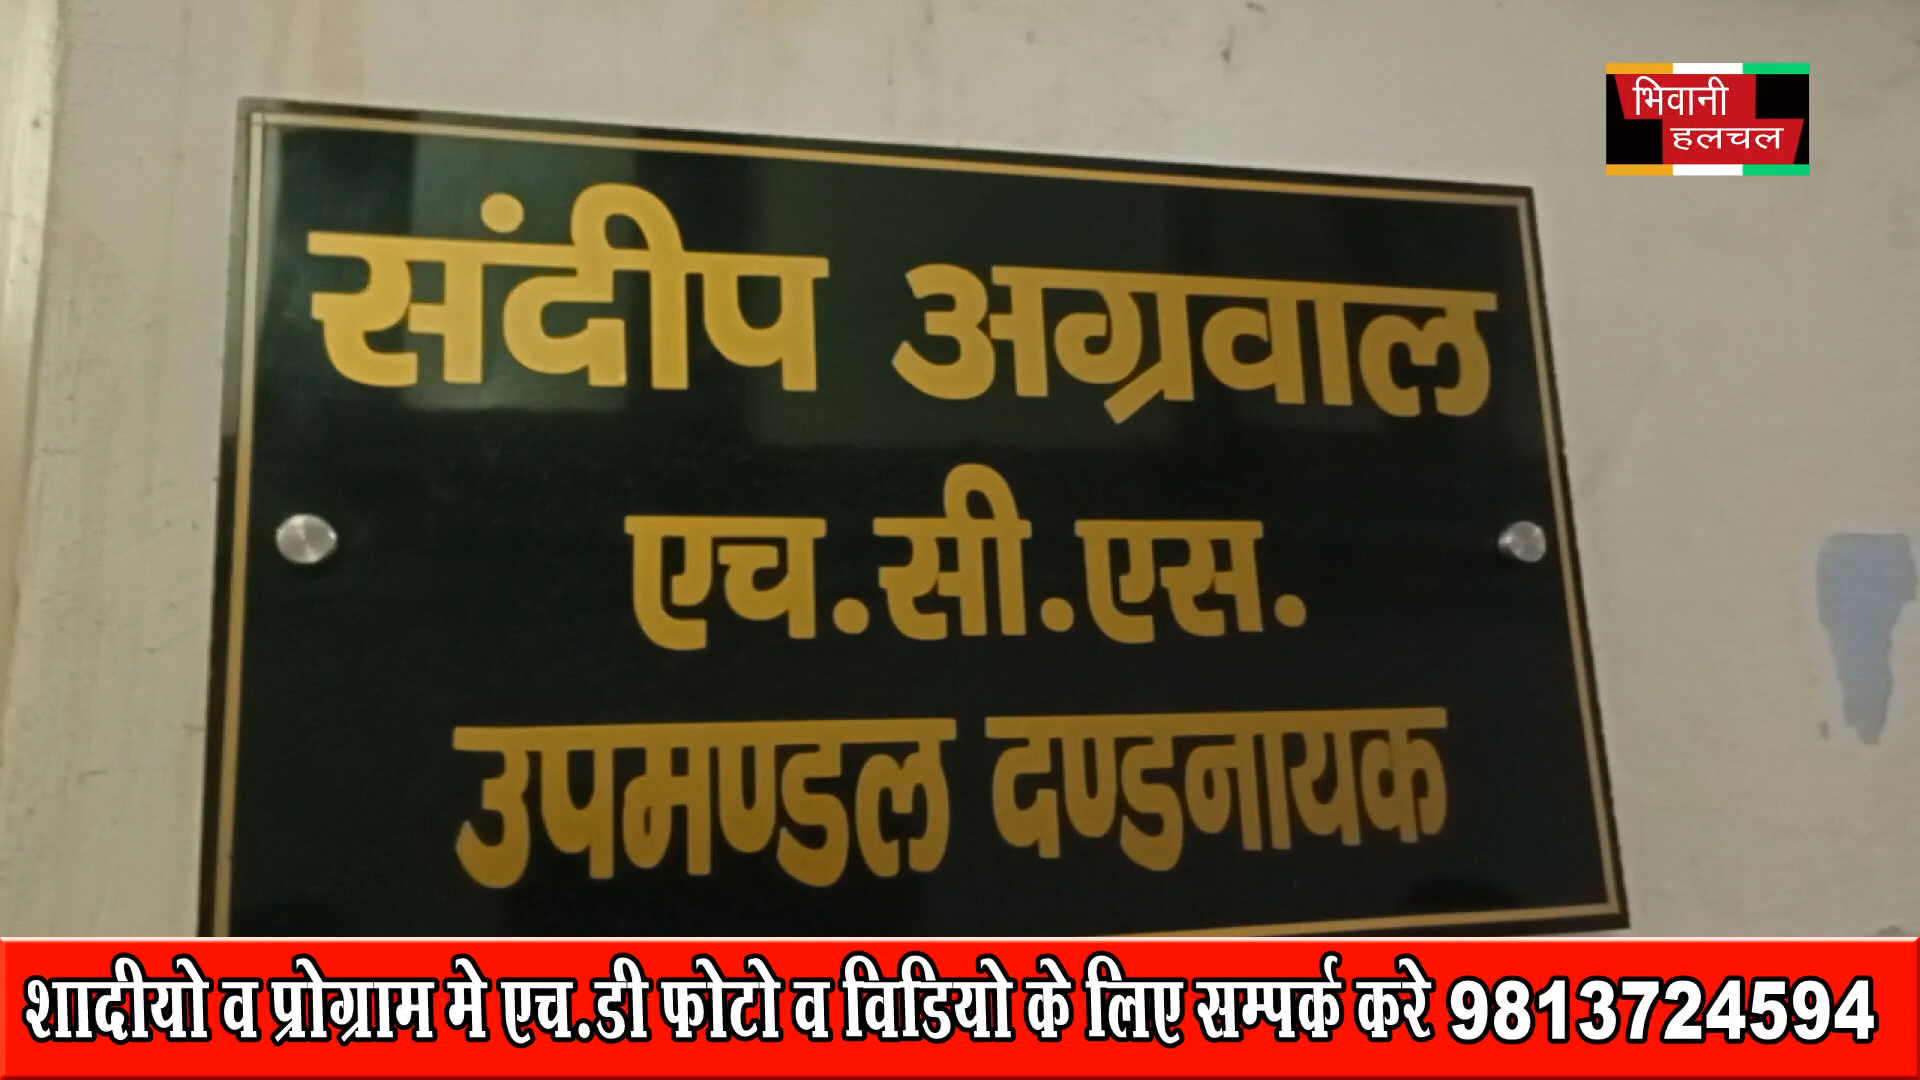 भिवानी
हलचल
संदीप अग्रवाल
एच.सी.एस.
उपमण्डल दण्डनायक
शादीयो व प्रोग्राम मे एच.डी फोटो व विडियो के लिए सम्पर्क करे 9813724594